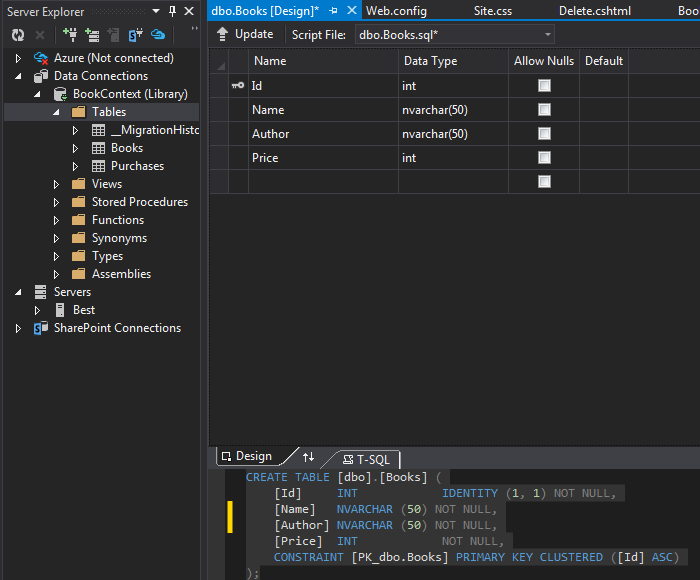 Server Explorer
Azure (Not connected)
Data Connections
BookContext (Library)
Tables
__MigrationHisto
Books
Purchases
Views
Stored Procedures
Functions
Synonyms
Types
Assemblies
Servers
Best
SharePoint Connections
dbo.Books [Design]* Web.config Site.css Delete.cshtml Boo
Update Script File: dbo.Books.sql*
Name Data Type Allow Nulls Default
Id int
Name nvarchar(50)
Author nvarchar(50)
Price int
Design T-SQL
CREATE TABLE [dbo].[Books] (
[Id] INT IDENTITY (1, 1) NOT NULL,
[Name] NVARCHAR (50) NOT NULL,
[Author] NVARCHAR (50) NOT NULL,
[Price] INT NOT NULL,
CONSTRAINT [PK_dbo.Books] PRIMARY KEY CLUSTERED ([Id] ASC)
);